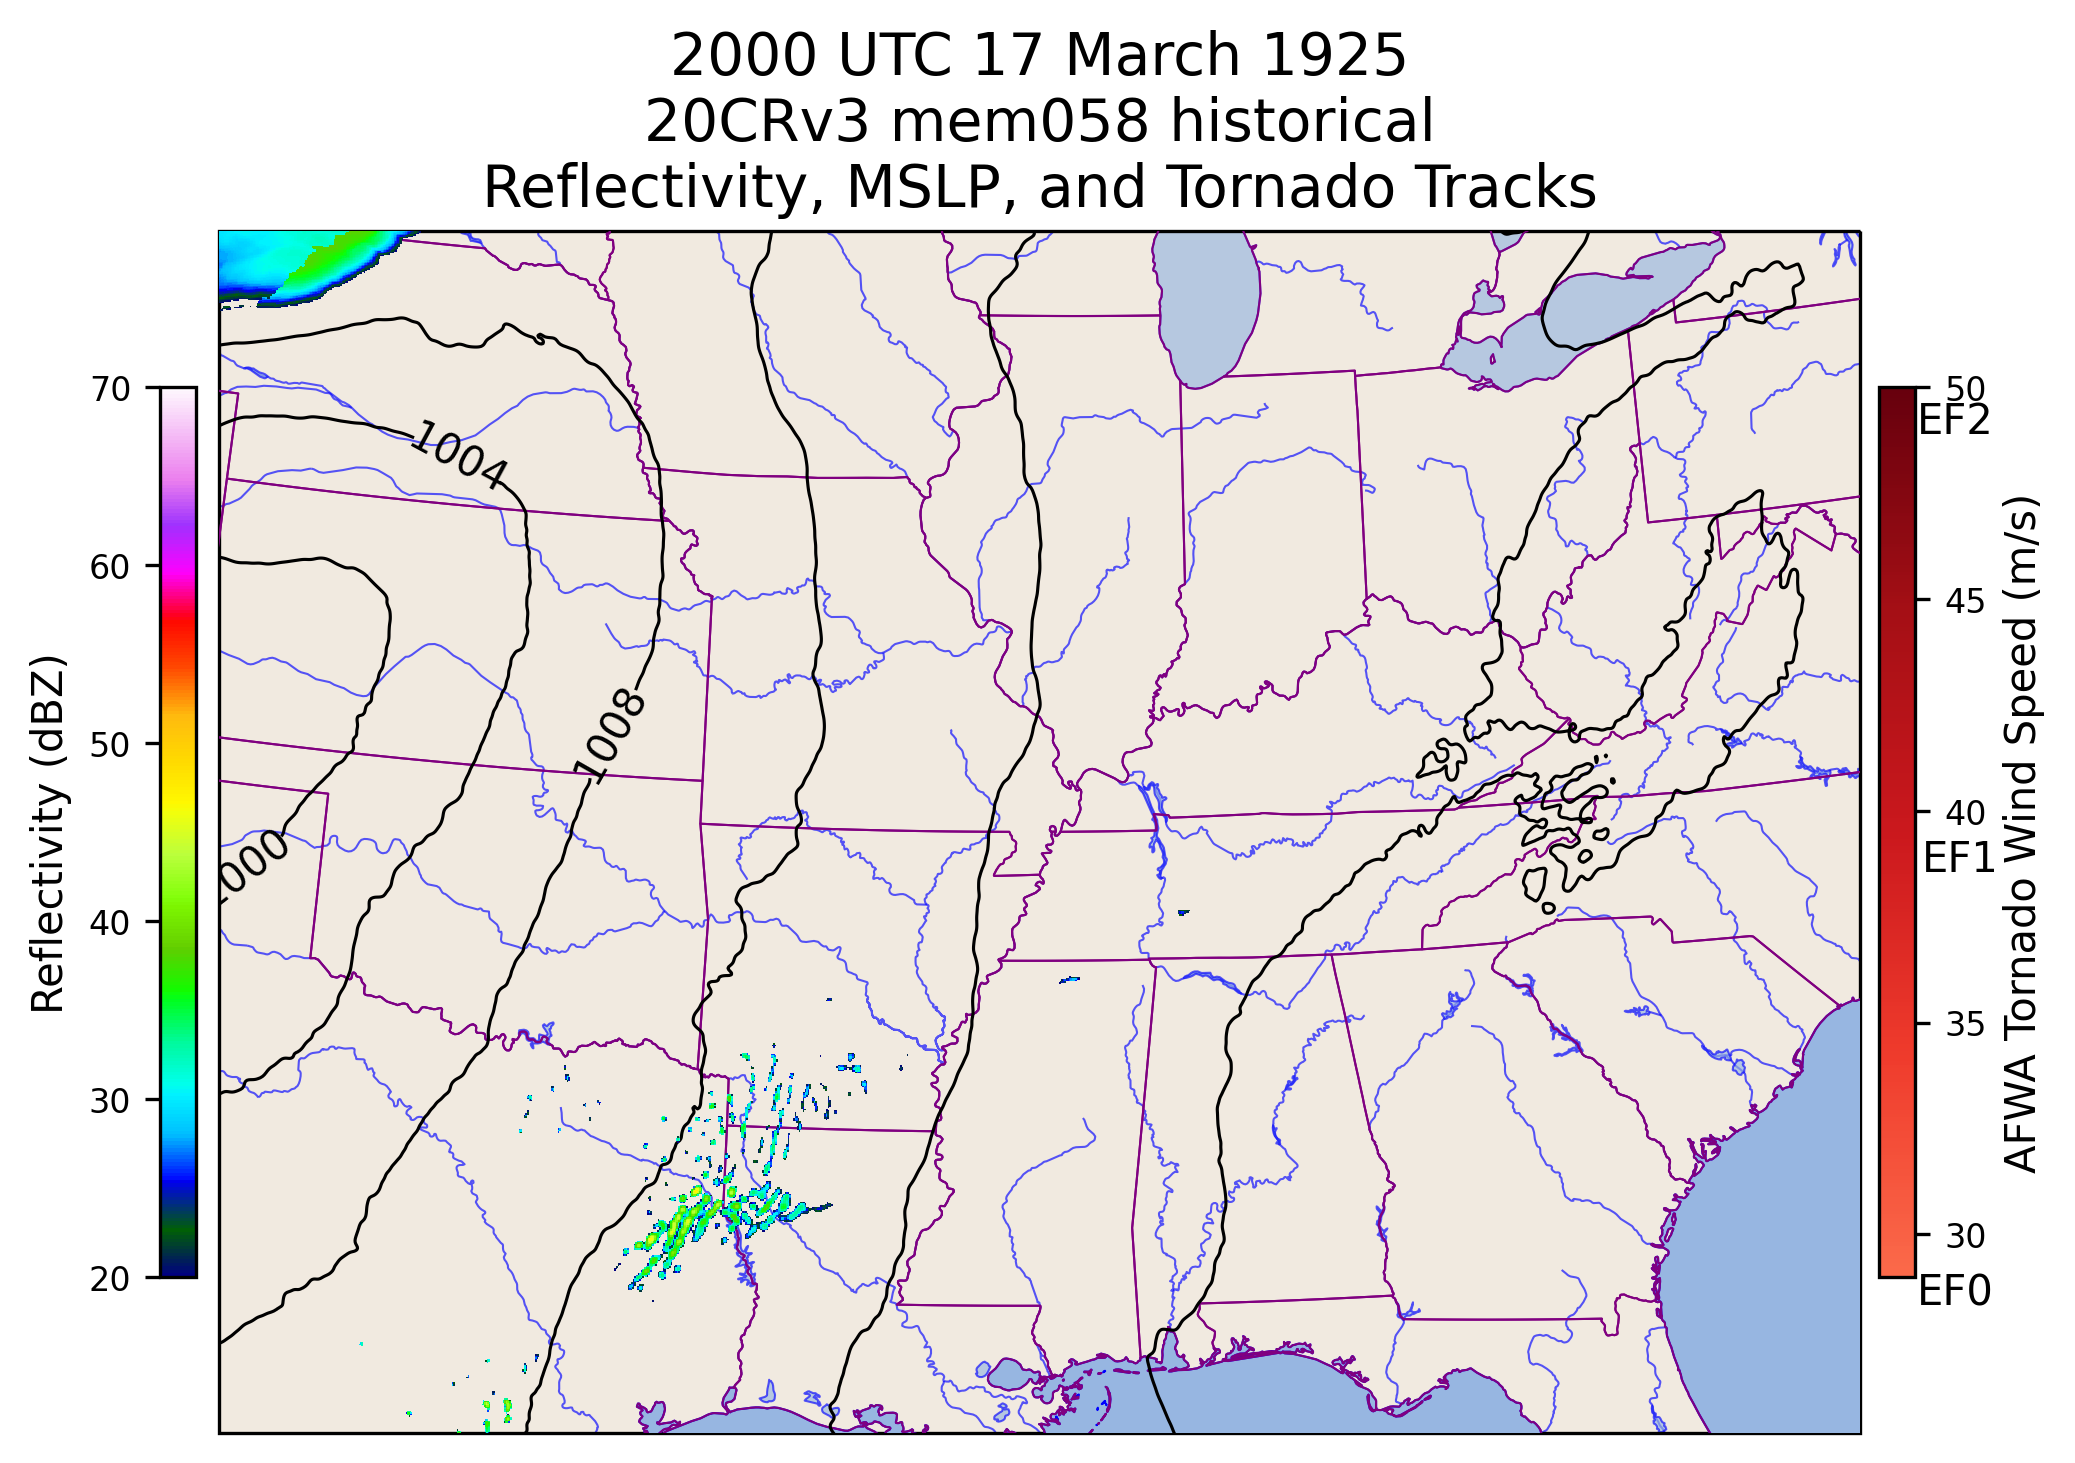 2000 UTC 17 March 1925
20CRv3 mem058 historical
Reflectivity, MSLP, and Tornado Tracks
70
60
50
40
30
20
Reflectivity (dBZ)
1004
1008
000
50
EF2
45
40
EF1
35
30
EF0
AFWA Tornado Wind Speed (m/s)